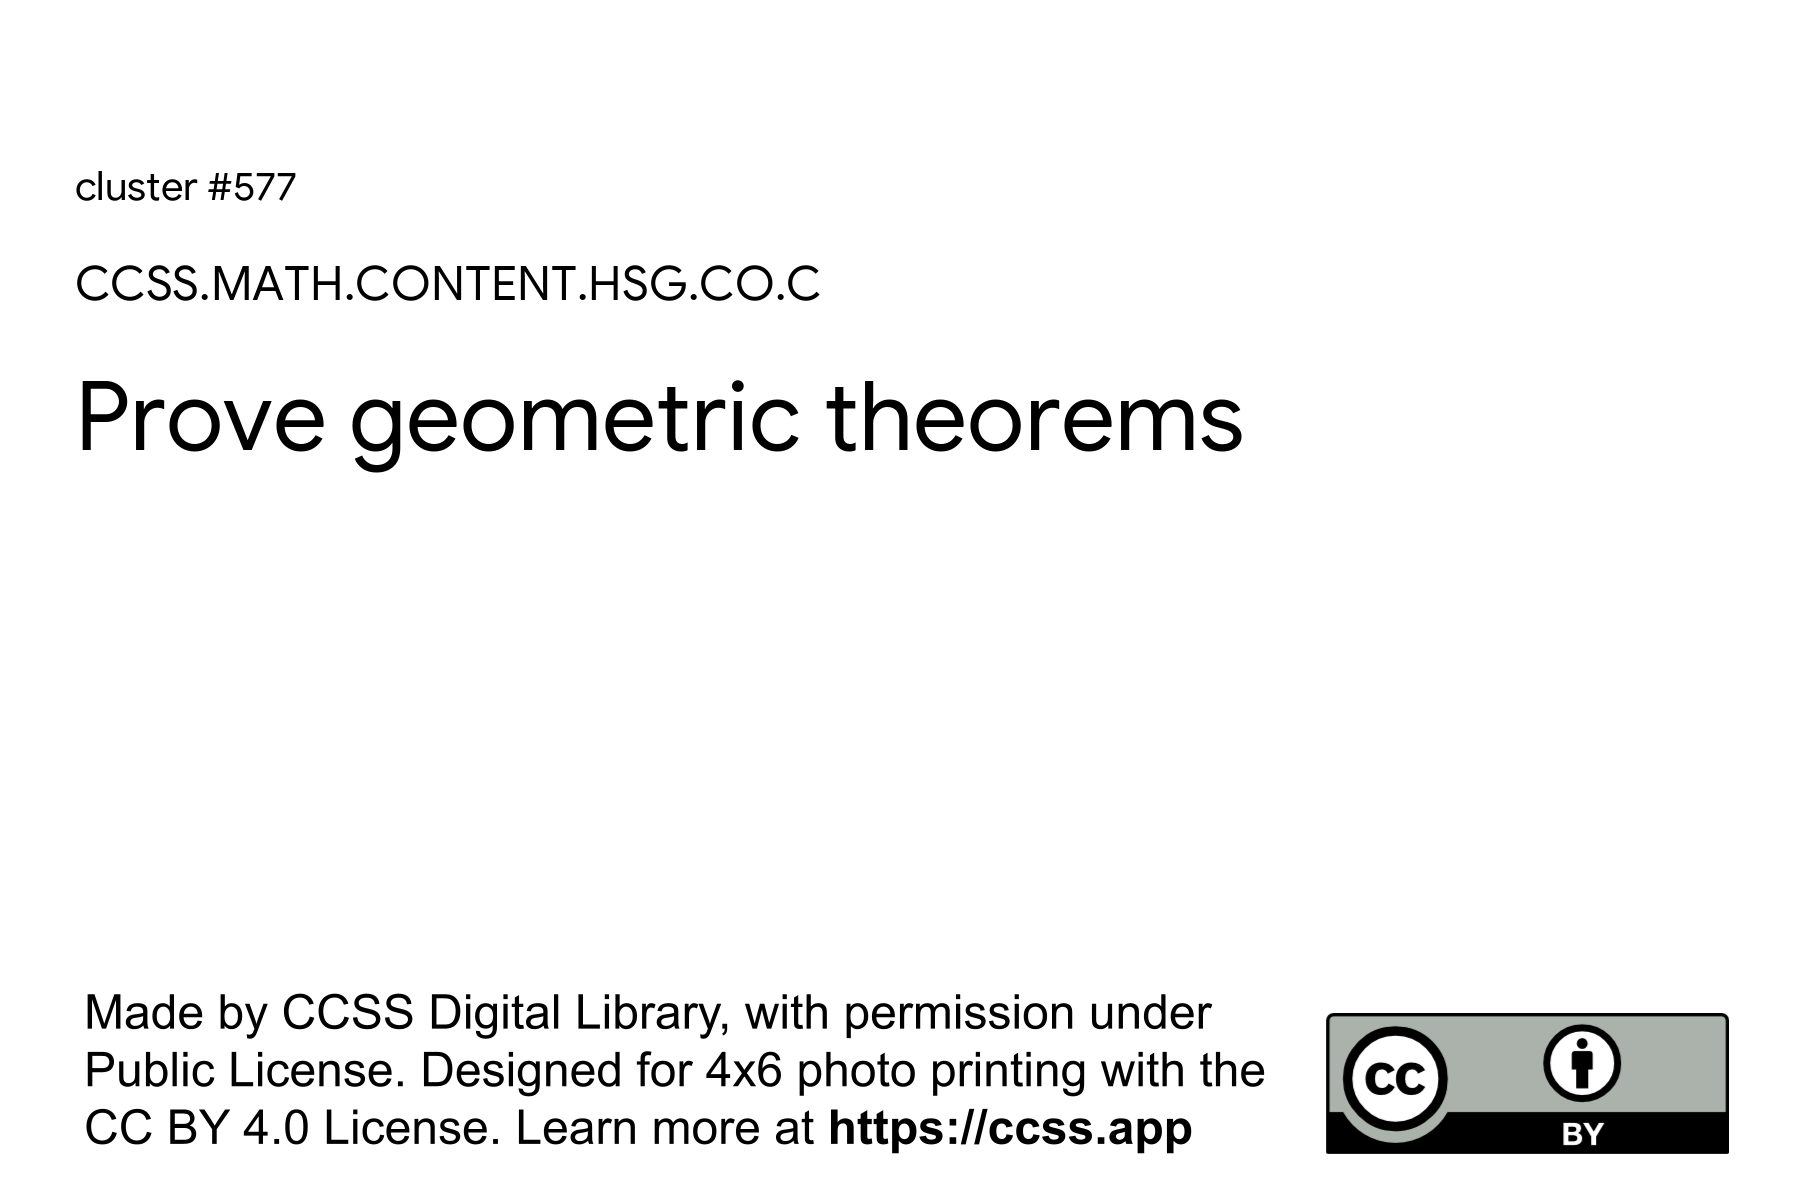 cluster #577
CCSS.MATH.CONTENT.HSG.CO.C
Prove geometric theorems
Made by CCSS Digital Library, with permission under
Public License. Designed for 4x6 photo printing with the
CC BY 4.0 License. Learn more at https://ccss.app
CC
BY